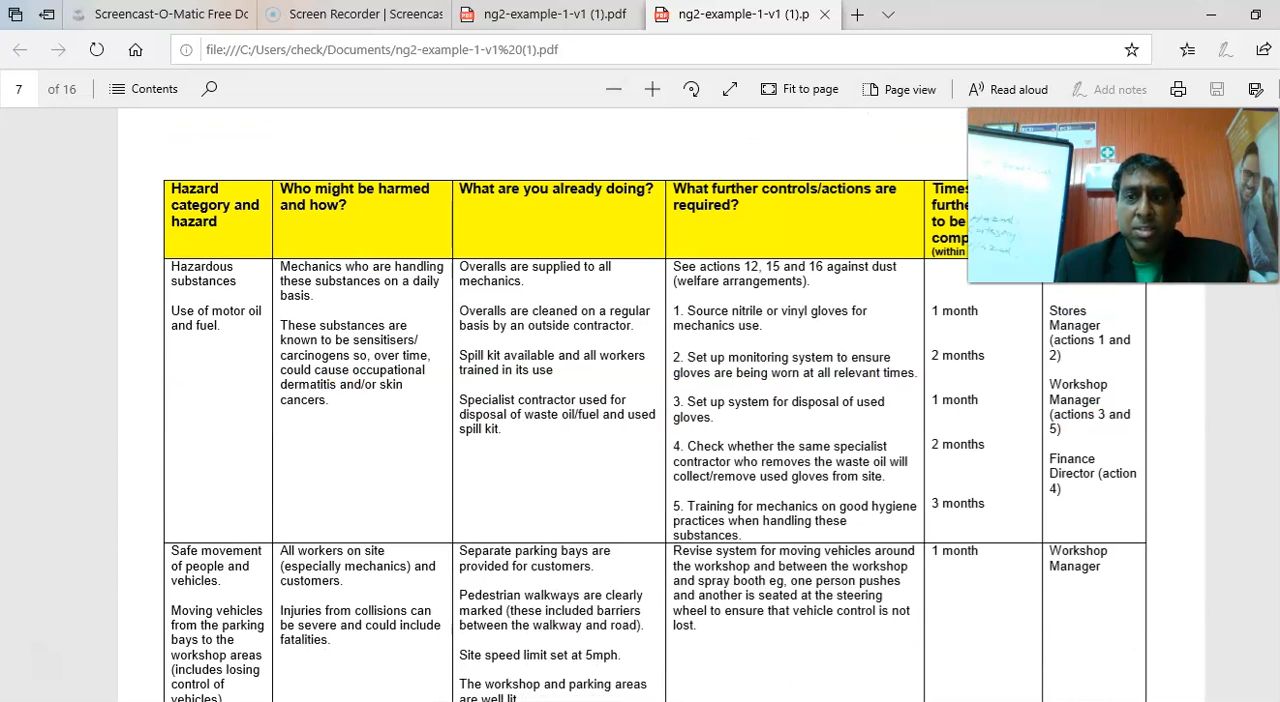 Screencast-O-Matic Free Do
Screen Recorder | Screencas
ng2-example-1-v1 (1).pdf
ng2-example-1-v1 (1).p
file:///C:/Users/check/Documents/ng2-example-1-v1%20(1).pdf
7 of 16
Contents
Fit to page
Page view
Read aloud
Add notes
Hazard
category and
hazard
Who might be harmed
and how?
What are you already doing?
What further controls/actions are
required?
Times
furthe
to be
comp
(within
Hazardous
substances
Use of motor oil
and fuel.
Mechanics who are handling
these substances on a daily
basis.
These substances are
known to be sensitisers/
carcinogens so, over time,
could cause occupational
dermatitis and/or skin
cancers.
Overalls are supplied to all
mechanics.
Overalls are cleaned on a regular
basis by an outside contractor.
Spill kit available and all workers
trained in its use
Specialist contractor used for
disposal of waste oil/fuel and used
spill kit.
See actions 12, 15 and 16 against dust
(welfare arrangements).
1. Source nitrile or vinyl gloves for
mechanics use.
2. Set up monitoring system to ensure
gloves are being worn at all relevant times.
3. Set up system for disposal of used
gloves.
4. Check whether the same specialist
contractor who removes the waste oil will
collect/remove used gloves from site.
5. Training for mechanics on good hygiene
practices when handling these
substances.
1 month
2 months
1 month
2 months
3 months
Stores
Manager
(actions 1 and
2)
Workshop
Manager
(actions 3 and
5)
Finance
Director (action
4)
Safe movement
of people and
vehicles.
Moving vehicles
from the parking
bays to the
workshop areas
(includes losing
control of
vehicles)
All workers on site
(especially mechanics) and
customers.
Injuries from collisions can
be severe and could include
fatalities.
Separate parking bays are
provided for customers.
Pedestrian walkways are clearly
marked (these included barriers
between the walkway and road).
Site speed limit set at 5mph.
The workshop and parking areas
are well lit
Revise system for moving vehicles around
the workshop and between the workshop
and spray booth eg, one person pushes
and another is seated at the steering
wheel to ensure that vehicle control is not
lost.
1 month
Workshop
Manager